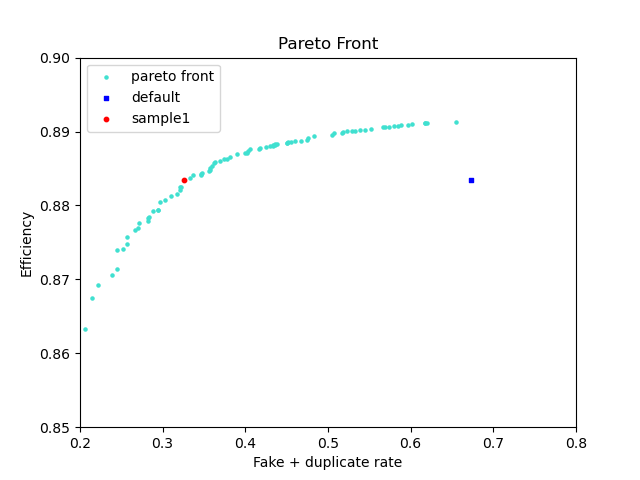 Pareto Front
pareto front
default
sample1
0.90
0.89
0.88
0.87
0.86
0.85
Efficiency
0.2 0.3 0.4 0.5 0.6 0.7 0.8
Fake + duplicate rate